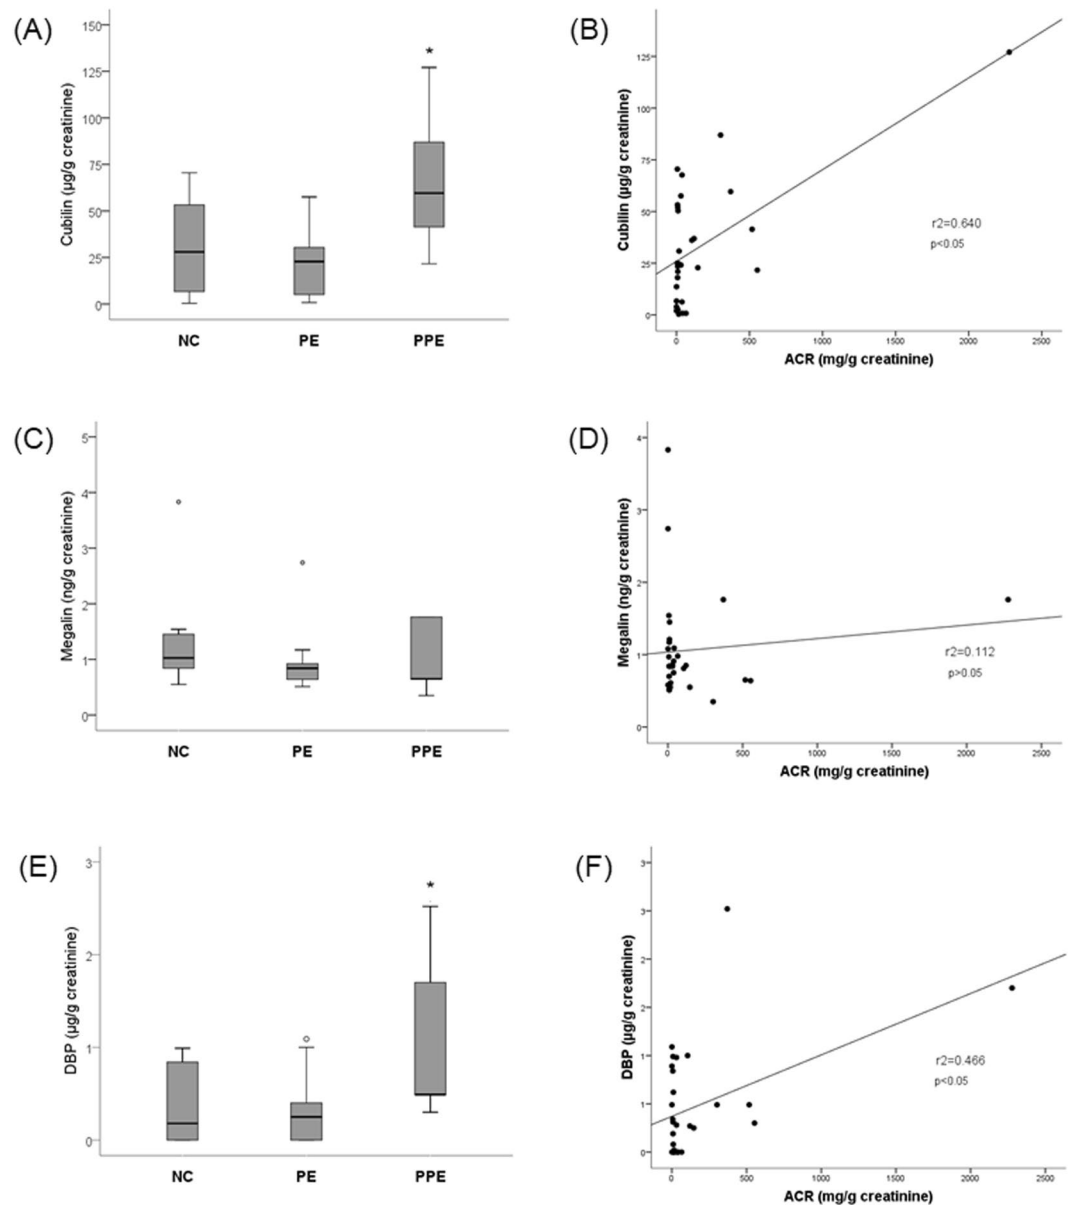 (A)
Cubilin (µg/g creatinine)
150
125
100
75
50
25
0
*
NC PE PPE
(B)
Cubilin (µg/g creatinine)
125
100
75
50
25
0
r2=0.640
p<0.05
0 500 1000 1500 2000 2500
ACR (mg/g creatinine)
(C)
Megalin (ng/g creatinine)
5
4
3
2
1
0
NC PE PPE
(D)
Megalin (ng/g creatinine)
4
3
2
1
0
r2=0.112
p>0.05
0 500 1000 1500 2000 2500
ACR (mg/g creatinine)
(E)
DBP (µg/g creatinine)
3
2
1
0
*
NC PE PPE
(F)
DBP (µg/g creatinine)
3
3
2
2
1
1
0
r2=0.466
p<0.05
0 500 1000 1500 2000 2500
ACR (mg/g creatinine)